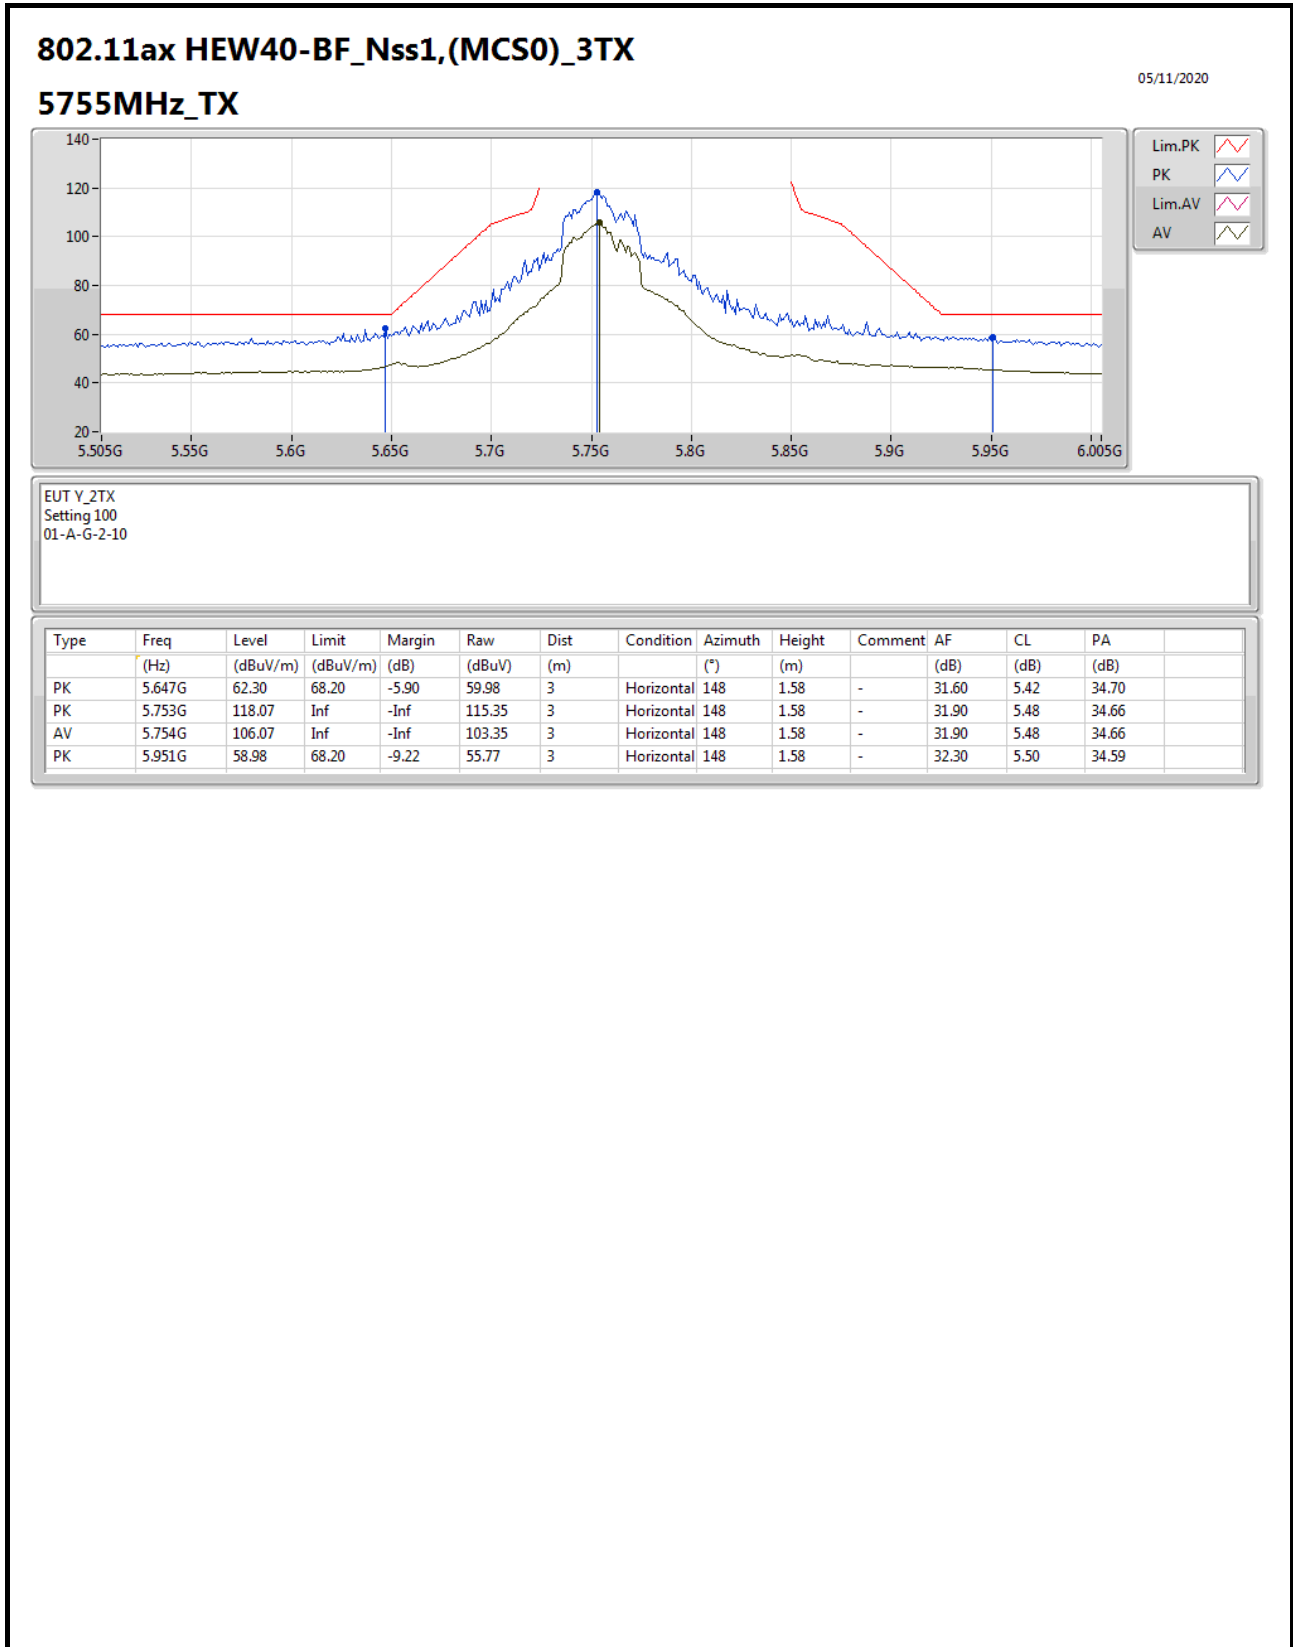 802.11ax HEW40-BF_Nss1,(MCS0)_3TX
05/11/2020
5755MHz_TX
140
120
100
80
60
40
20
5.505G 5.55G 5.6G 5.65G 5.7G 5.75G 5.8G 5.85G 5.9G 5.95G 6.005G
Lim.PK
PK
Lim.AV
AV
EUT Y_2TX
Setting 100
01-A-G-2-10
Type Freq Level Limit Margin Raw Dist Condition Azimuth Height Comment AF CL PA
(Hz) (dBuV/m) (dBuV/m) (dB) (dBuV) (m) (°) (m) (dB) (dB) (dB)
PK 5.647G 62.30 68.20 -5.90 59.98 3 Horizontal 148 1.58 - 31.60 5.42 34.70
PK 5.753G 118.07 Inf -Inf 115.35 3 Horizontal 148 1.58 - 31.90 5.48 34.66
AV 5.754G 106.07 Inf -Inf 103.35 3 Horizontal 148 1.58 - 31.90 5.48 34.66
PK 5.951G 58.98 68.20 -9.22 55.77 3 Horizontal 148 1.58 - 32.30 5.50 34.59